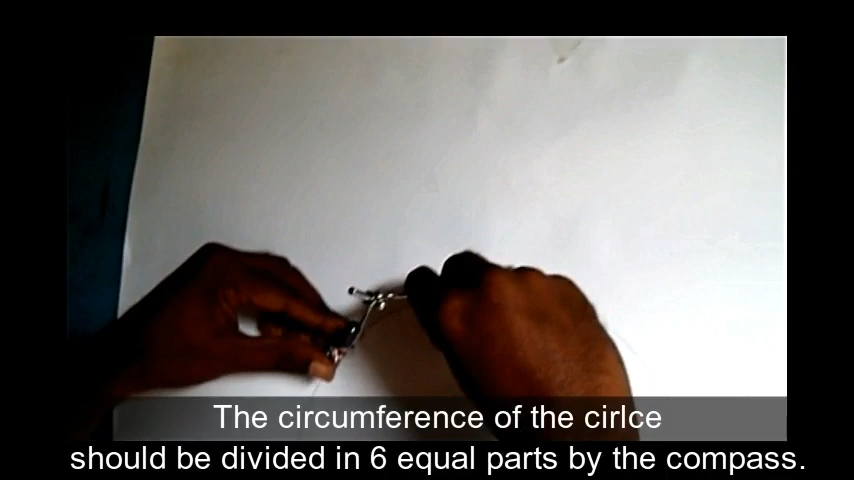 The circumference of the cirlce
should be divided in 6 equal parts by the compass.